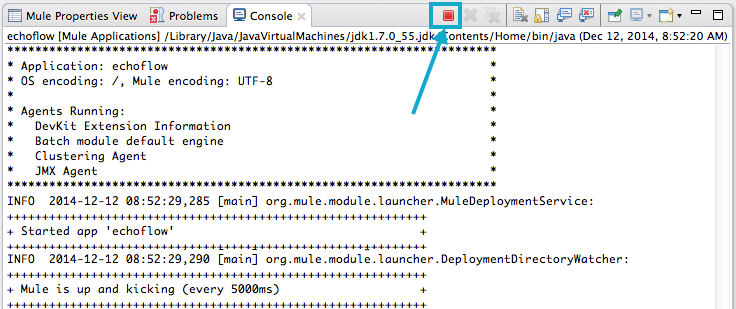 Mule Properties View Problems Console
echoflow [Mule Applications] /Library/Java/JavaVirtualMachines/jdk1.7.0_55.jdk/Contents/Home/bin/java (Dec 12, 2014, 8:52:20 AM)
**********************************************************************
* Application: echoflow *
* OS encoding: /, Mule encoding: UTF-8 *
* *
* Agents Running: *
* DevKit Extension Information *
* Batch module default engine *
* Clustering Agent *
* JMX Agent *
**********************************************************************
INFO 2014-12-12 08:52:29,285 [main] org.mule.module.launcher.MuleDeploymentService:
++++++++++++++++++++++++++++++++++++++++++++++++++++++++++++
+ Started app 'echoflow' +
++++++++++++++++++++++++++++++++++++++++++++++++++++++++++++
INFO 2014-12-12 08:52:29,290 [main] org.mule.module.launcher.DeploymentDirectoryWatcher:
++++++++++++++++++++++++++++++++++++++++++++++++++++++++++++
+ Mule is up and kicking (every 5000ms) +
++++++++++++++++++++++++++++++++++++++++++++++++++++++++++++